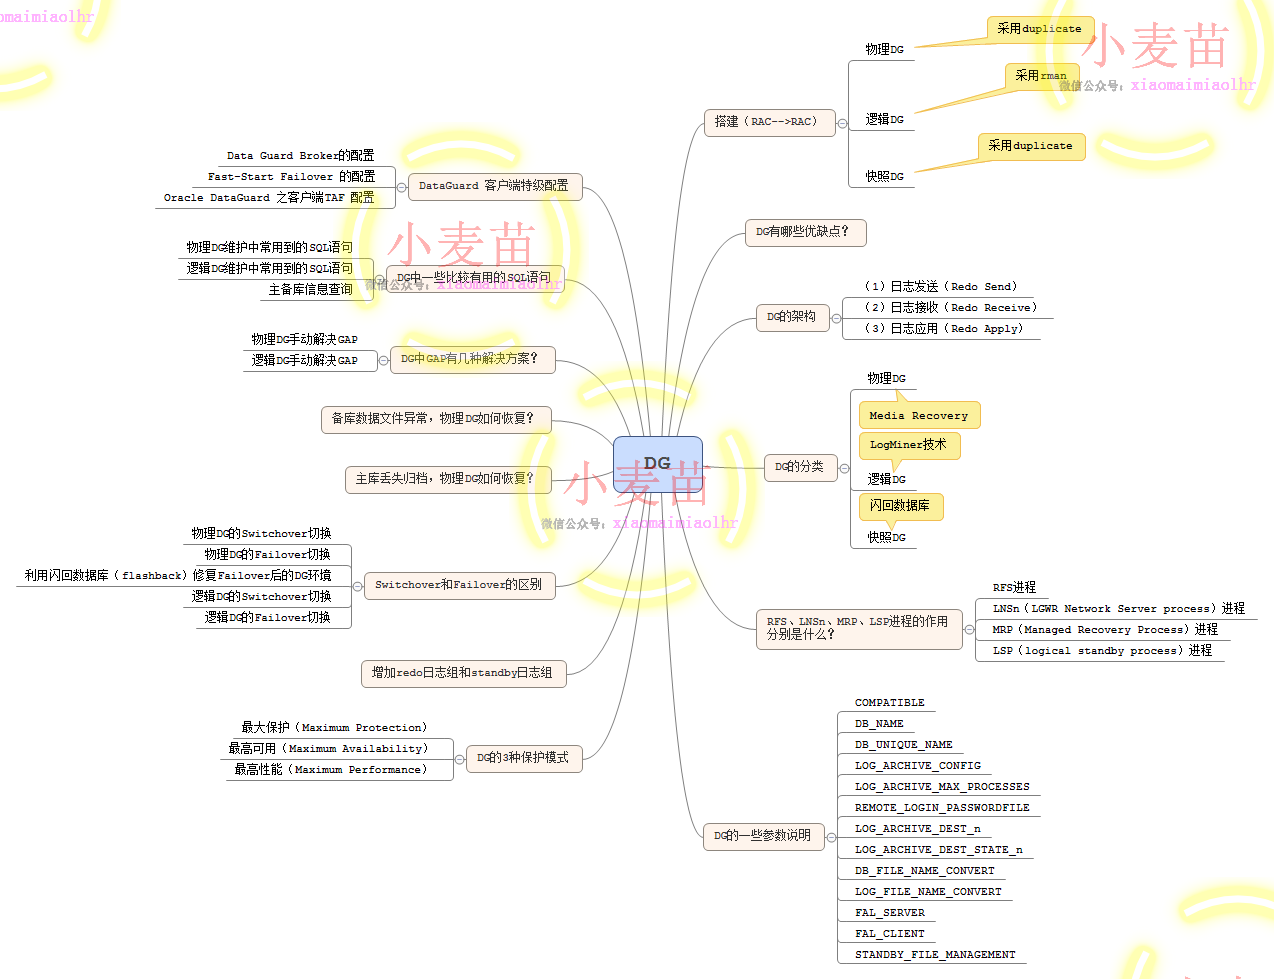 omaimiaolhr
小麦苗
微信公众号：xiaomaimiaolhr
小麦苗
微信公众号：xiaomaimiaolhr
小麦苗
微信公众号：xiaomaimiaolhr
DG
搭建（RAC-->RAC）
物理DG
采用duplicate
逻辑DG
采用rman
快照DG
采用duplicate
DG有哪些优缺点？
DG的架构
（1）日志发送（Redo Send）
（2）日志接收（Redo Receive）
（3）日志应用（Redo Apply）
DG的分类
物理DG
Media Recovery
LogMiner技术
逻辑DG
闪回数据库
快照DG
RFS、LNSn、MRP、LSP进程的作用
分别是什么？
RFS进程
LNSn（LGWR Network Server process）进程
MRP（Managed Recovery Process）进程
LSP（logical standby process）进程
DG的一些参数说明
COMPATIBLE
DB_NAME
DB_UNIQUE_NAME
LOG_ARCHIVE_CONFIG
LOG_ARCHIVE_MAX_PROCESSES
REMOTE_LOGIN_PASSWORDFILE
LOG_ARCHIVE_DEST_n
LOG_ARCHIVE_DEST_STATE_n
DB_FILE_NAME_CONVERT
LOG_FILE_NAME_CONVERT
FAL_SERVER
FAL_CLIENT
STANDBY_FILE_MANAGEMENT
DataGuard 客户端特级配置
Data Guard Broker的配置
Fast-Start Failover 的配置
Oracle DataGuard 之客户端TAF 配置
DG中一些比较有用的SQL语句
物理DG维护中常用到的SQL语句
逻辑DG维护中常用到的SQL语句
主备库信息查询
DG中GAP有几种解决方案？
物理DG手动解决GAP
逻辑DG手动解决GAP
备库数据文件异常，物理DG如何恢复？
主库丢失归档，物理DG如何恢复？
Switchover和Failover的区别
物理DG的Switchover切换
物理DG的Failover切换
利用闪回数据库（flashback）修复Failover后的DG环境
逻辑DG的Switchover切换
逻辑DG的Failover切换
增加redo日志组和standby日志组
DG的3种保护模式
最大保护（Maximum Protection）
最高可用（Maximum Availability）
最高性能（Maximum Performance）